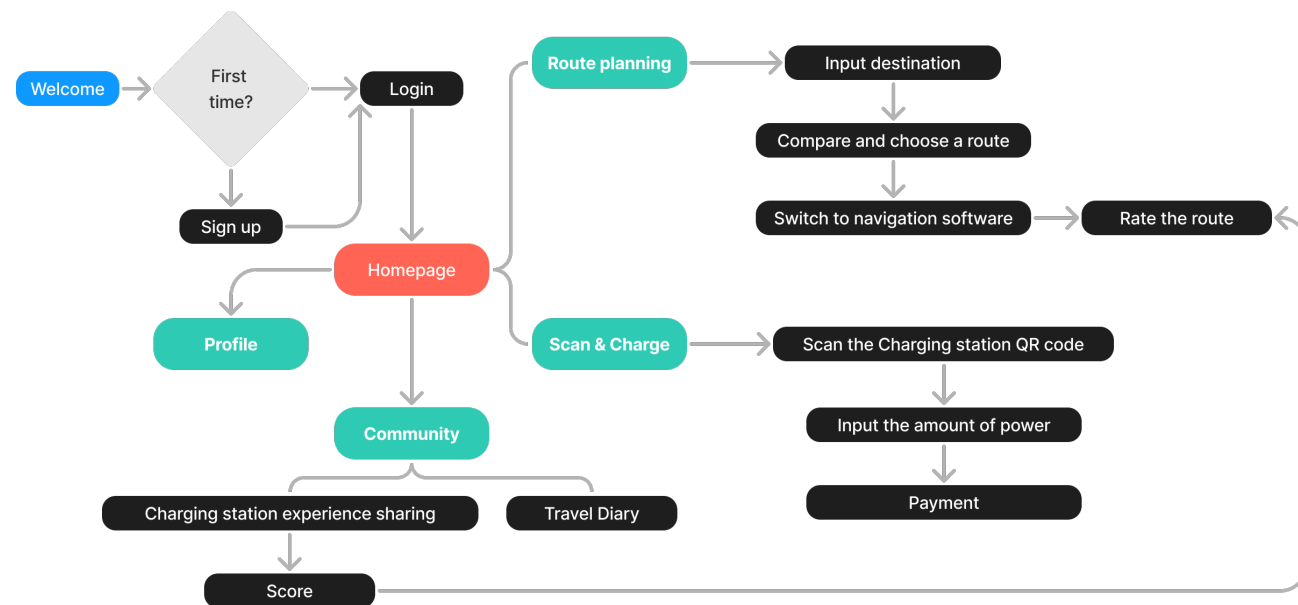 Welcome
First
time?
Login
Sign up
Homepage
Profile
Community
Charging station experience sharing
Travel Diary
Score
Route planning
Input destination
Compare and choose a route
Switch to navigation software
Rate the route
Scan & Charge
Scan the Charging station QR code
Input the amount of power
Payment